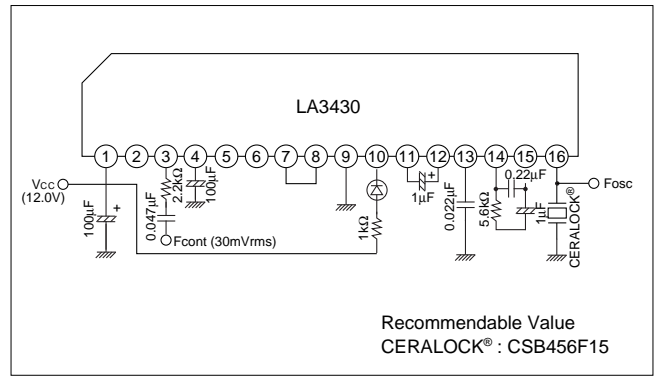 LA3430
1 2 3 4 5 6 7 8 9 10 11 12 13 14 15 16
Vcc
(12.0V)
100μF
+
2.2kΩ
0.047μF
Fcont (30mVrms)
100μF
1kΩ
+
1μF
0.022μF
5.6kΩ
0.22μF
1μF
CERALOCK®
Fosc
Recommendable Value
CERALOCK® : CSB456F15